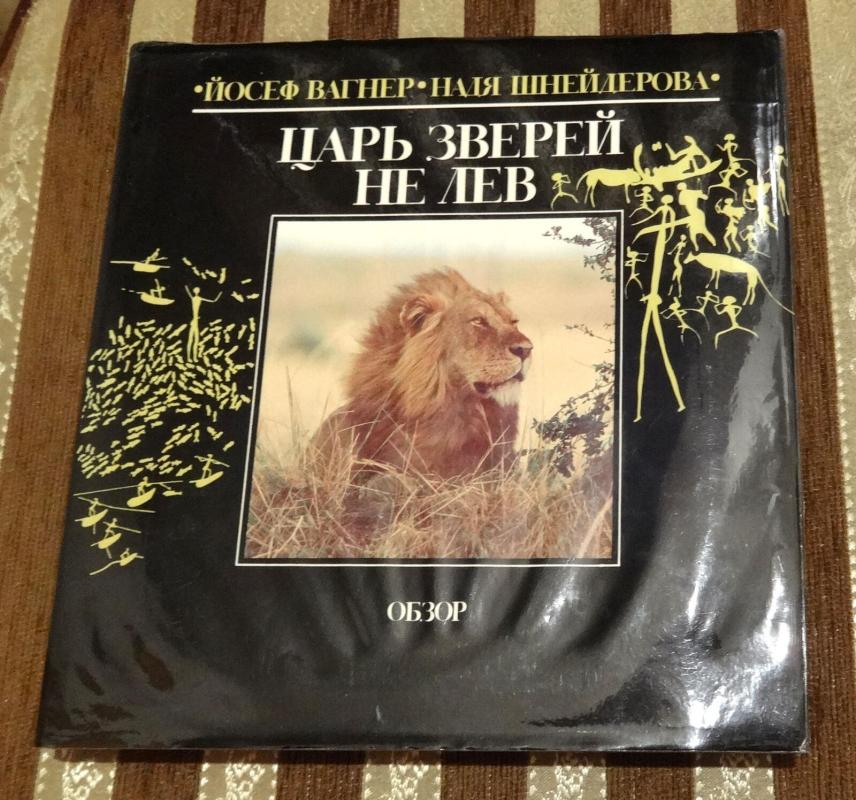 •ЙОСЕФ ВАГНЕР•НАДЯ ШНЕЙДЕРОВА•
ЦАРЬ ЗВЕРЕЙ
НЕ ЛЕВ
ОБЗОР